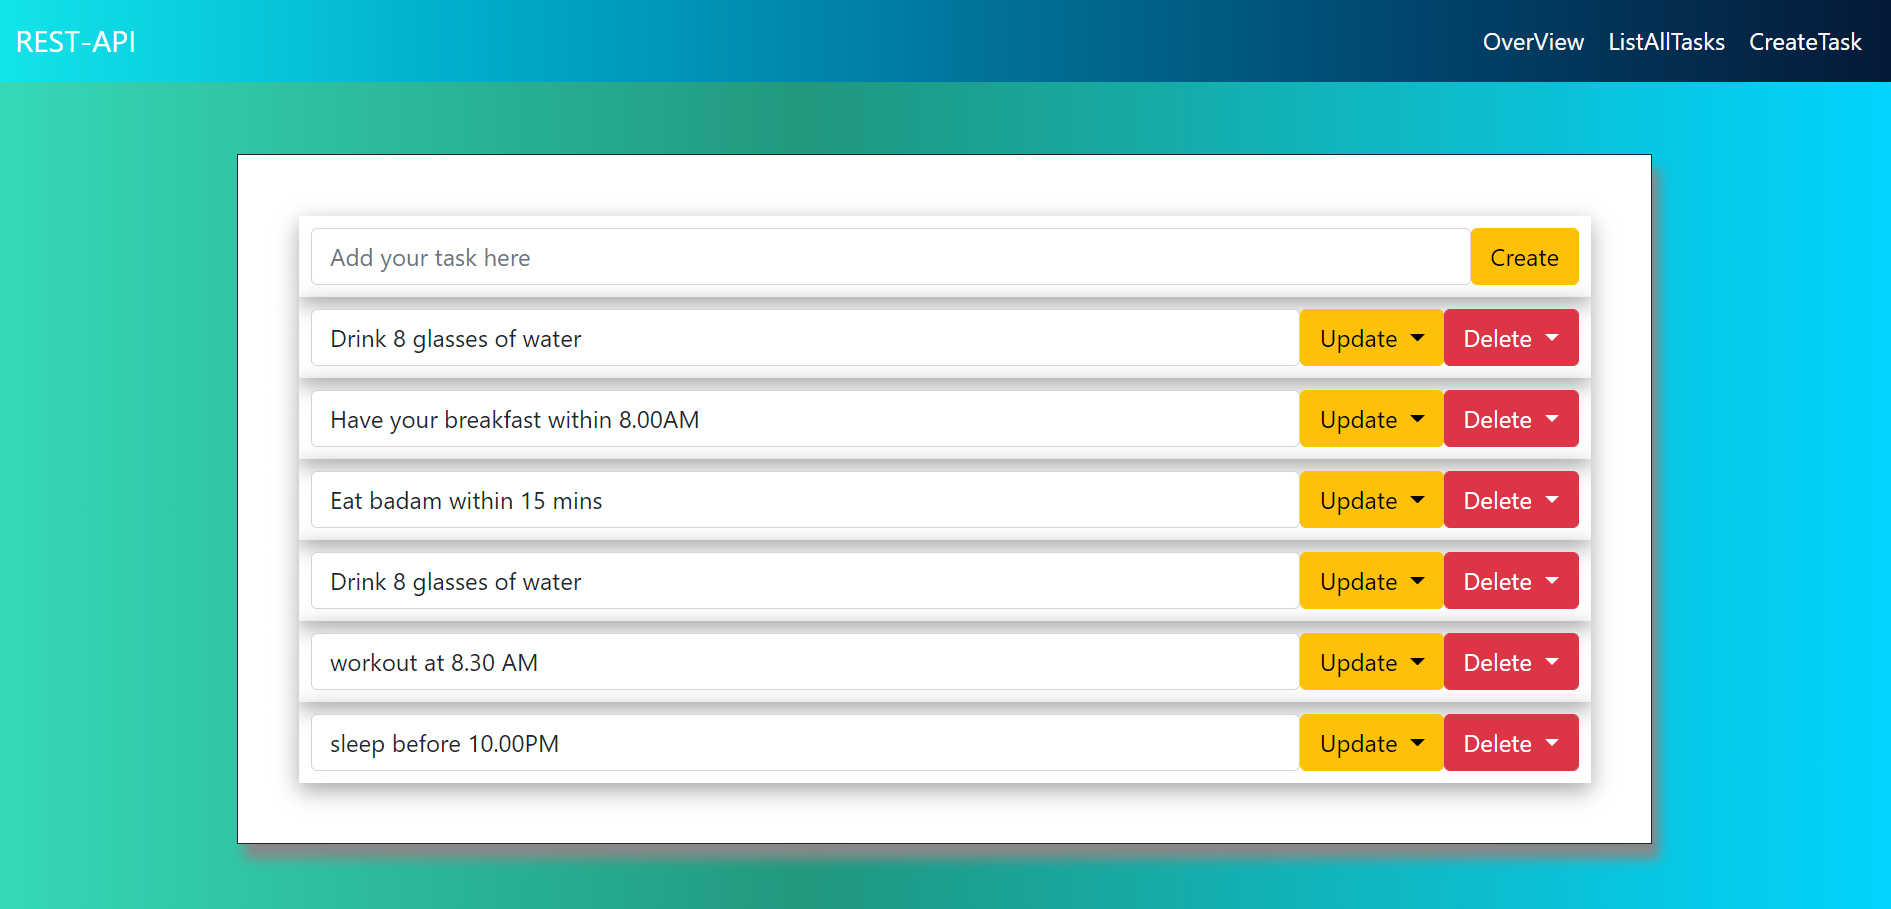 REST-API OverView ListAllTasks CreateTask
Add your task here Create
Drink 8 glasses of water Update Delete
Have your breakfast within 8.00AM Update Delete
Eat badam within 15 mins Update Delete
Drink 8 glasses of water Update Delete
workout at 8.30 AM Update Delete
sleep before 10.00PM Update Delete